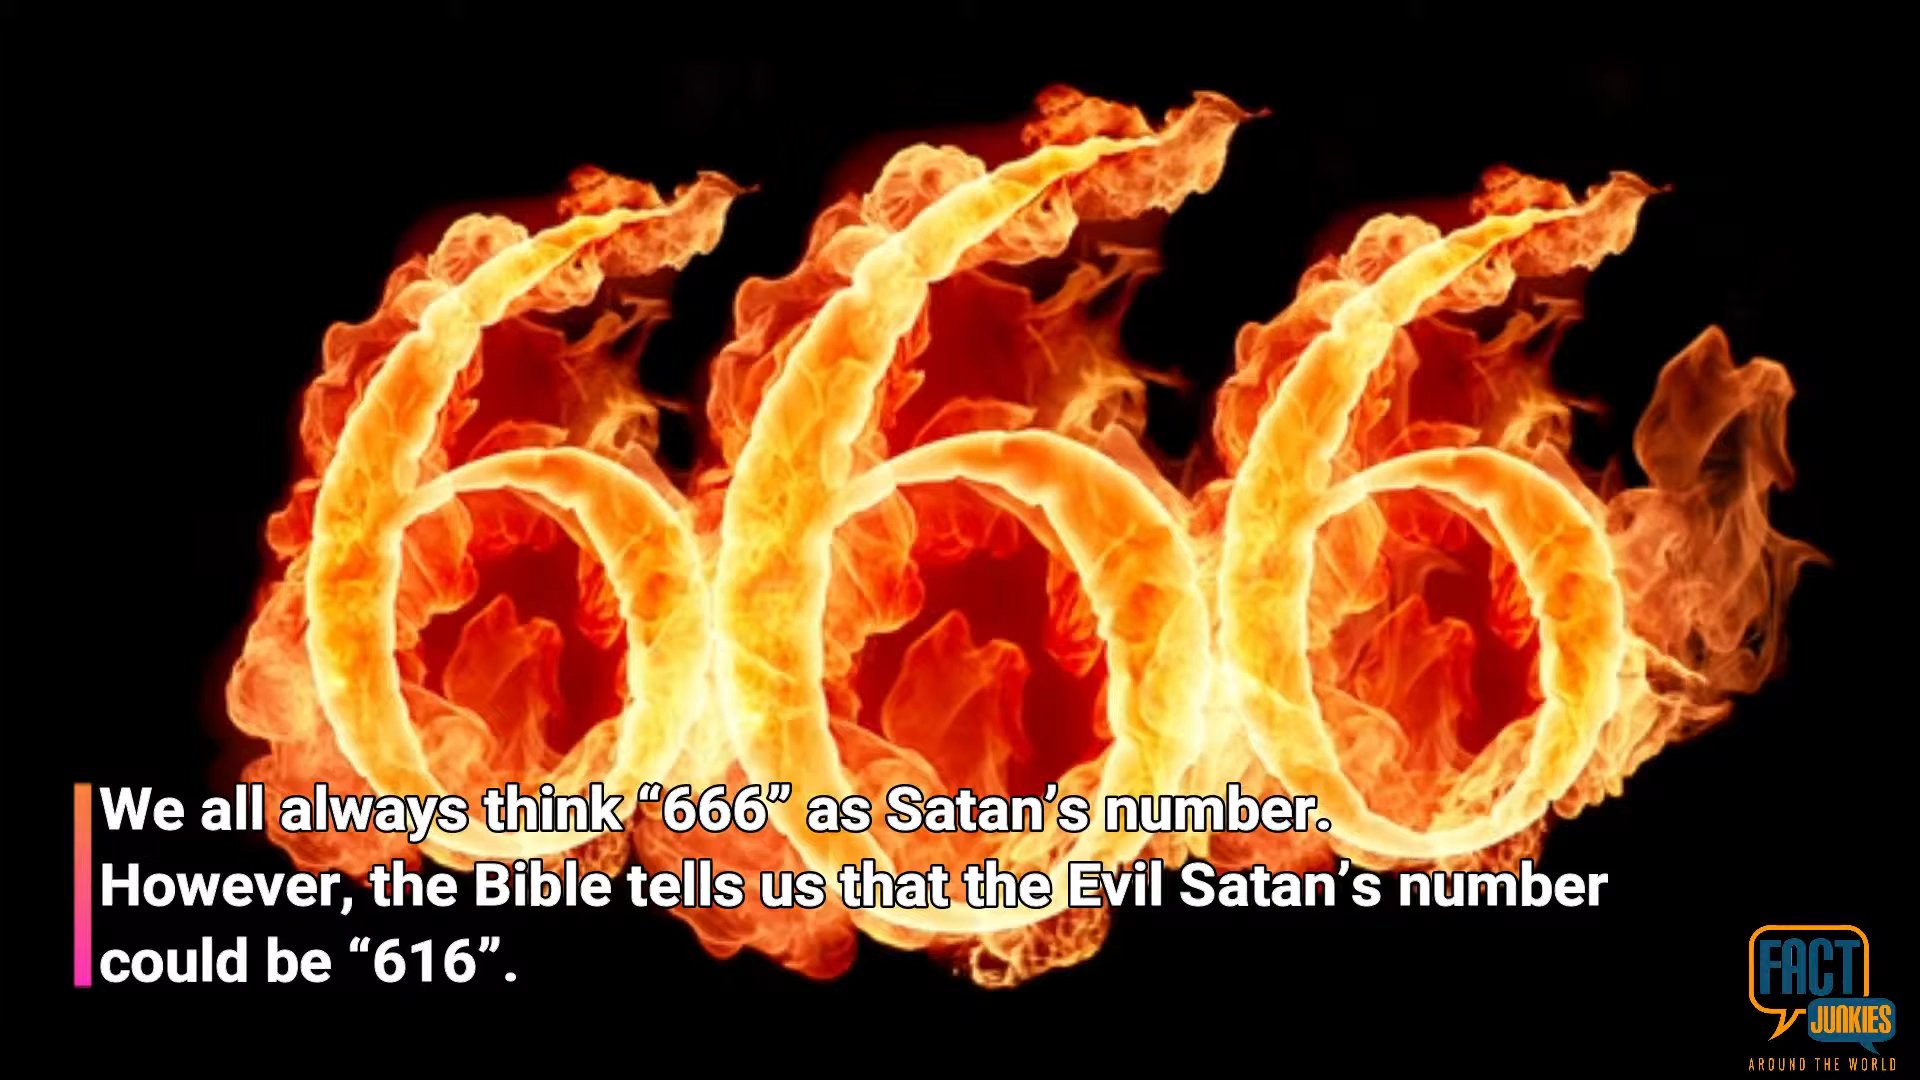 666
We all always think “666” as Satan’s number.
However, the Bible tells us that the Evil Satan’s number
could be “616”.
FACT
JUNKIES
AROUND THE WORLD